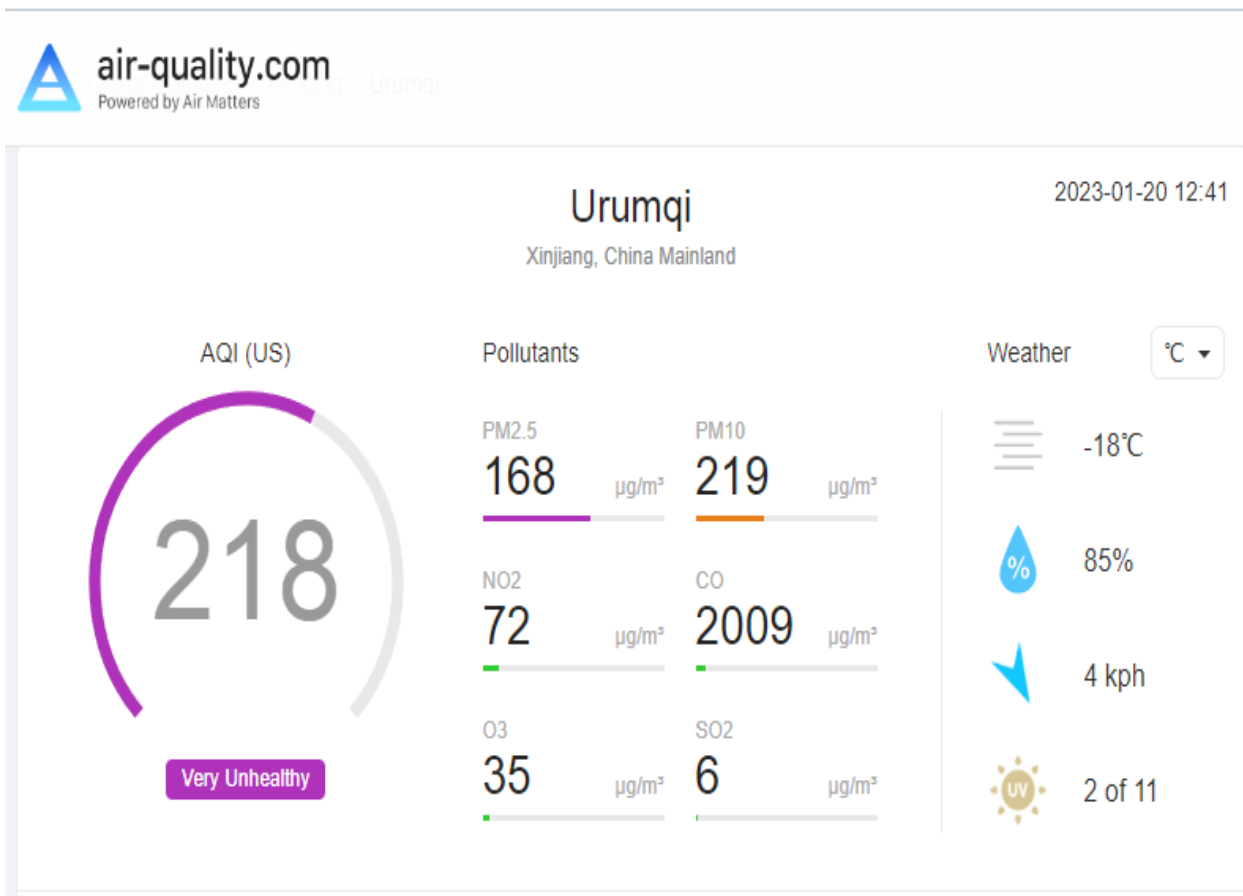 air-quality.com
Powered by Air Matters
Urumqi
Urumqi
2023-01-20 12:41
Xinjiang, China Mainland
AQI (US)
Pollutants
Weather
℃
218
Very Unhealthy
PM2.5
PM10
168 µg/m³
219 µg/m³
NO2
CO
72 µg/m³
2009 µg/m³
O3
SO2
35 µg/m³
6 µg/m³
-18℃
%
85%
4 kph
UV
2 of 11